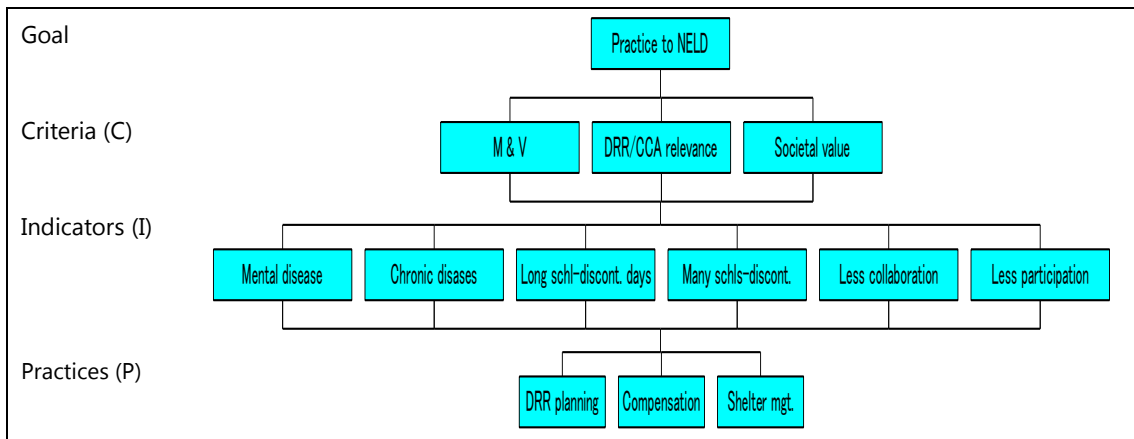 Goal
Practice to NELD
Criteria (C)
M & V
DRR/CCA relevance
Societal value
Indicators (I)
Mental disease
Chronic disases
Long schl-discont. days
Many schls-discont.
Less collaboration
Less participation
Practices (P)
DRR planning
Compensation
Shelter mgt.